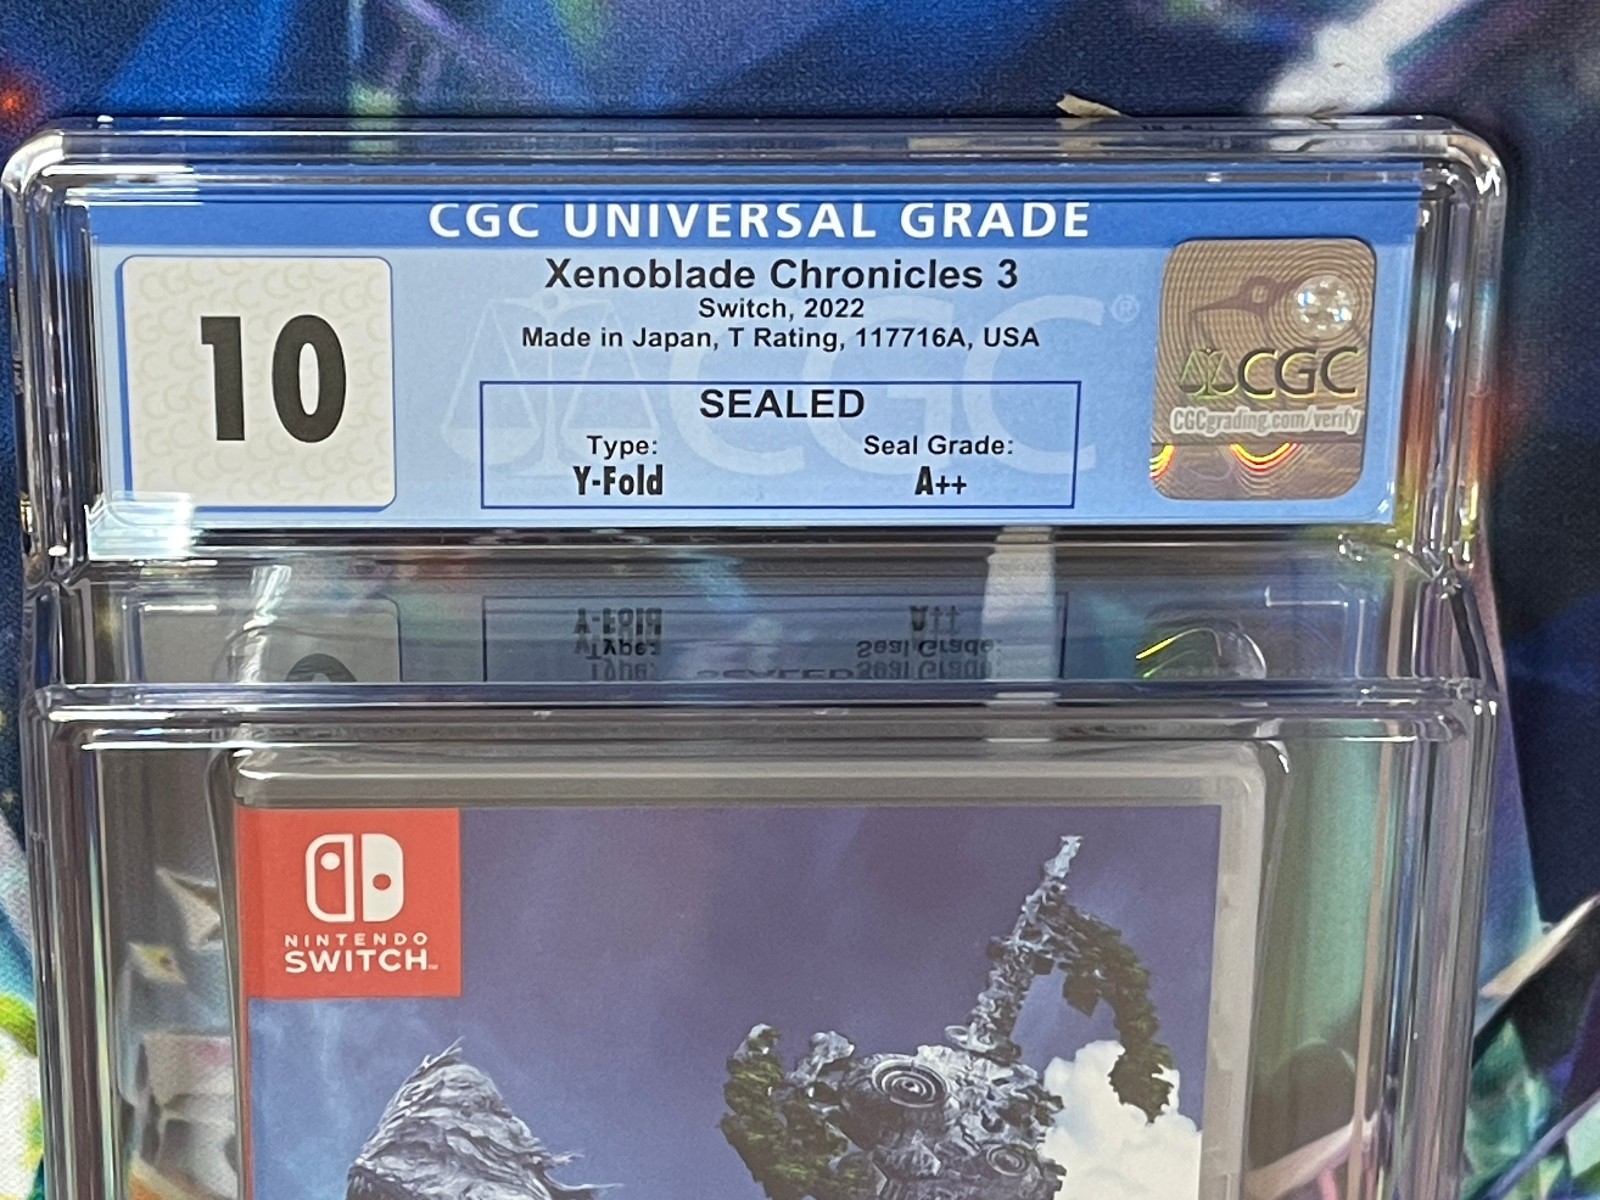 CGC UNIVERSAL GRADE
Xenoblade Chronicles 3
Switch, 2022
Made in Japan, T Rating, 117716A, USA
10
SEALED
Type: Seal Grade:
Y-Fold A++
CGC
CGCgrading.com/verify
NINTENDO
SWITCH